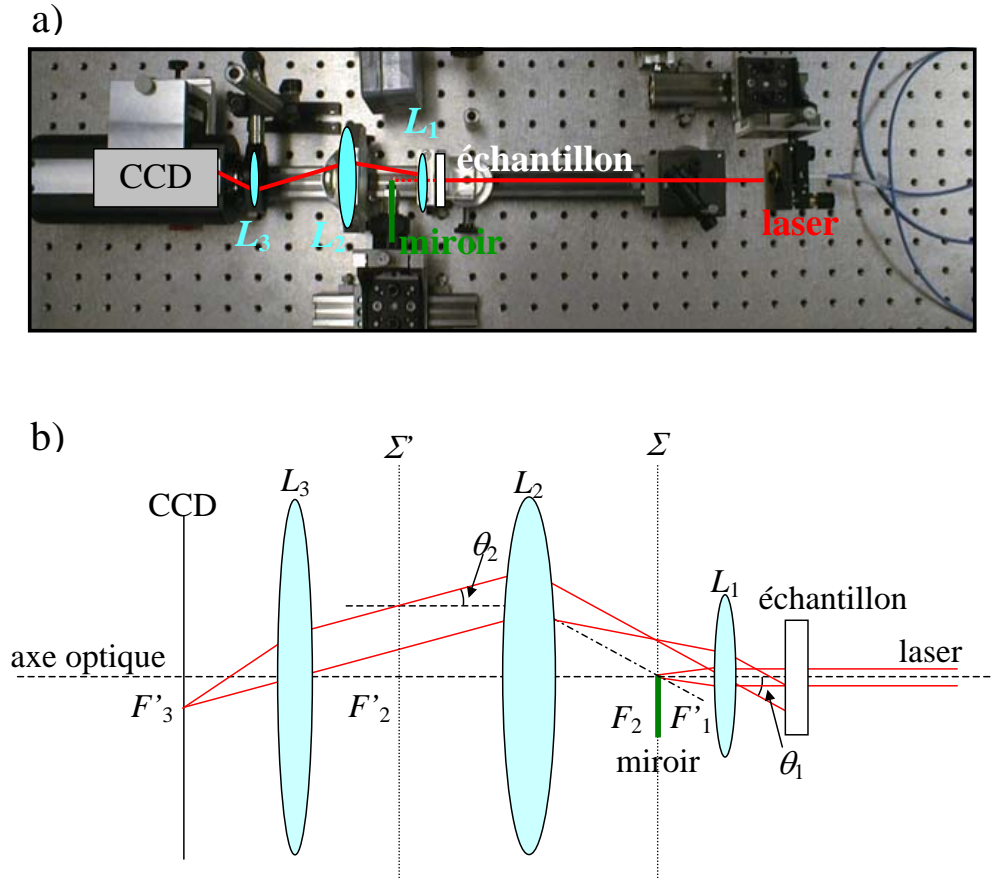 a)
L1
échantillon
CCD
L3
L2
miroir
laser
b)
Σ' Σ
L3 L2
CCD
θ2
L1
échantillon
axe optique
laser
F'3 F'2 F2 F'1
miroir
θ1